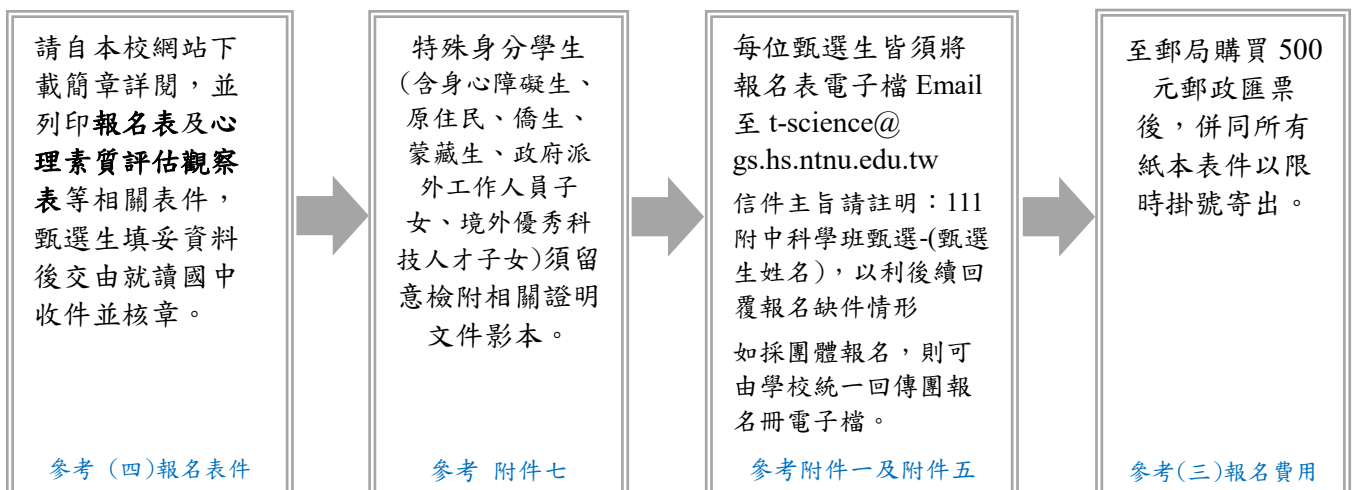 請自本校網站下
載簡章詳閱，並
列印報名表及心
理素質評估觀察
表等相關表件，
甄選生填妥資料
後交由就讀國中
收件並核章。
參考 (四)報名表件
特殊身分學生
(含身心障礙生、
原住民、僑生、
蒙藏生、政府派
外工作人員子
女、境外優秀科
技人才子女)須留
意檢附相關證明
文件影本。
參考 附件七
每位甄選生皆須將
報名表電子檔 Email
至 t-science@
gs.hs.ntnu.edu.tw
信件主旨請註明：111
附中科學班甄選-(甄選
生姓名)，以利後續回
覆報名缺件情形
如採團體報名，則可
由學校統一回傳團報
名冊電子檔。
參考附件一及附件五
至郵局購買 500
元郵政匯票
後，併同所有
紙本表件以限
時掛號寄出。
參考(三)報名費用